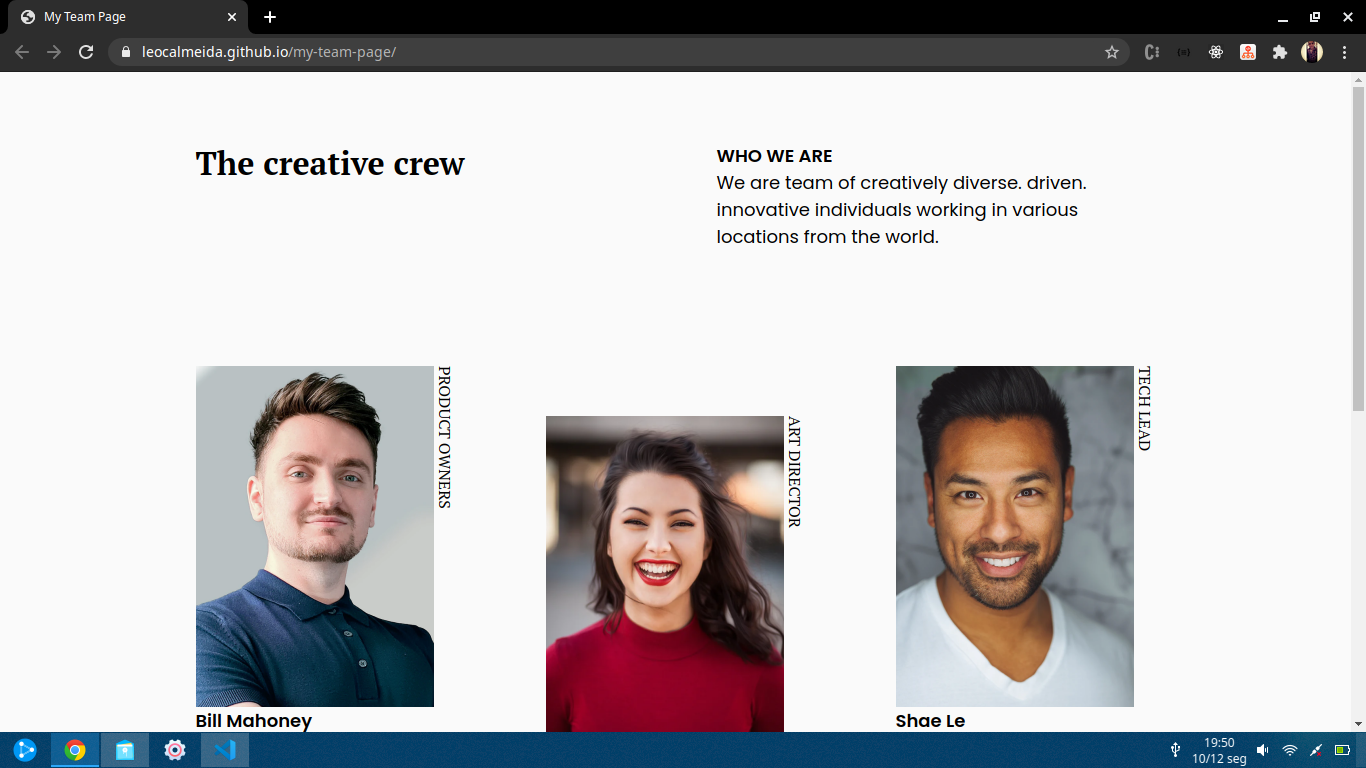 My Team Page
leocalmeida.github.io/my-team-page/
The creative crew
WHO WE ARE
We are team of creatively diverse. driven.
innovative individuals working in various
locations from the world.
PRODUCT OWNERS
Bill Mahoney
ART DIRECTOR
TECH LEAD
Shae Le
19:50
10/12 seg